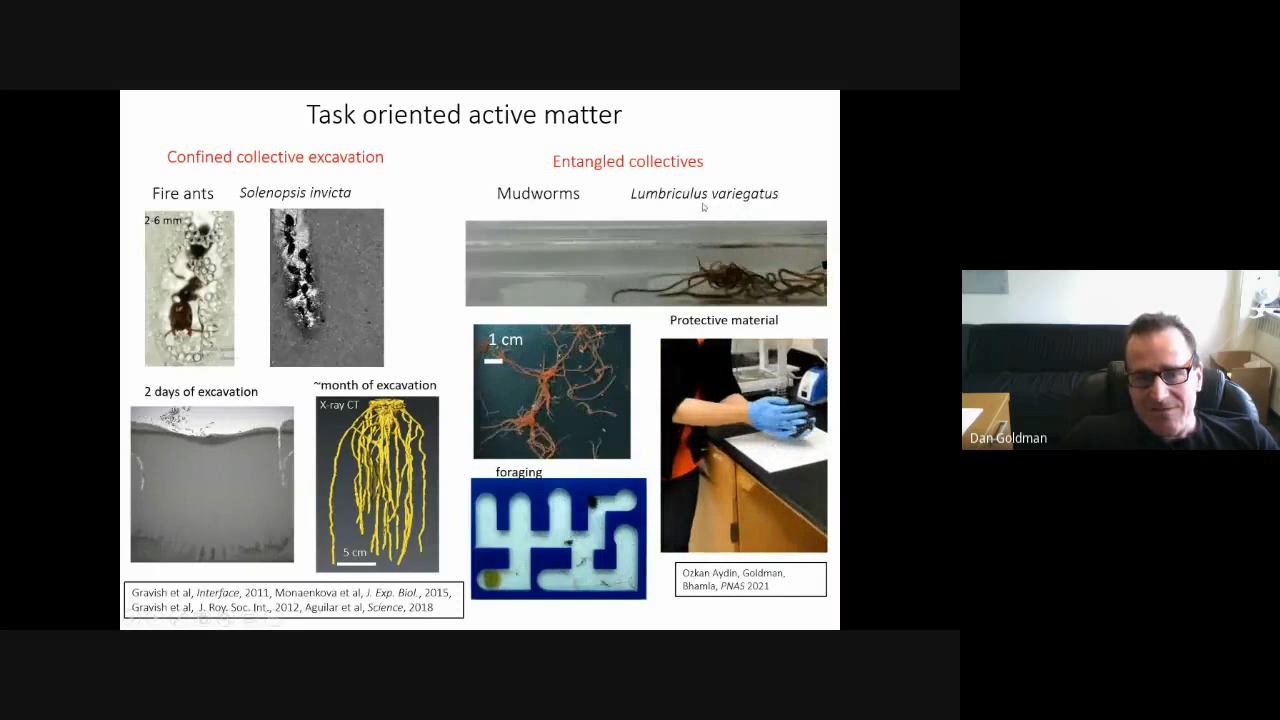 Task oriented active matter
Confined collective excavation
Fire ants
Solenopsis invicta
2-6 mm
2 days of excavation
~month of excavation
X-ray CT
5 cm
Gravish et al, Interface, 2011, Monaenkova et al, J. Exp. Biol., 2015,
Gravish et al, J. Roy. Soc. Int., 2012, Aguilar et al, Science, 2018
Entangled collectives
Mudworms
Lumbriculus variegatus
1 cm
Protective material
foraging
Ozkan Aydin, Goldman,
Bhamla, PNAS 2021
Dan Goldman